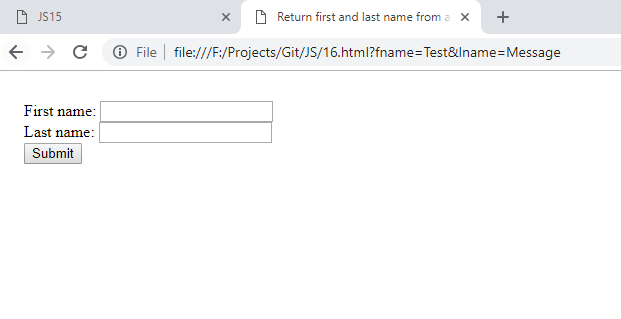 JS15
Return first and last name from a
File
file:///F:/Projects/Git/JS/16.html?fname=Test&lname=Message
First name:
Last name:
Submit